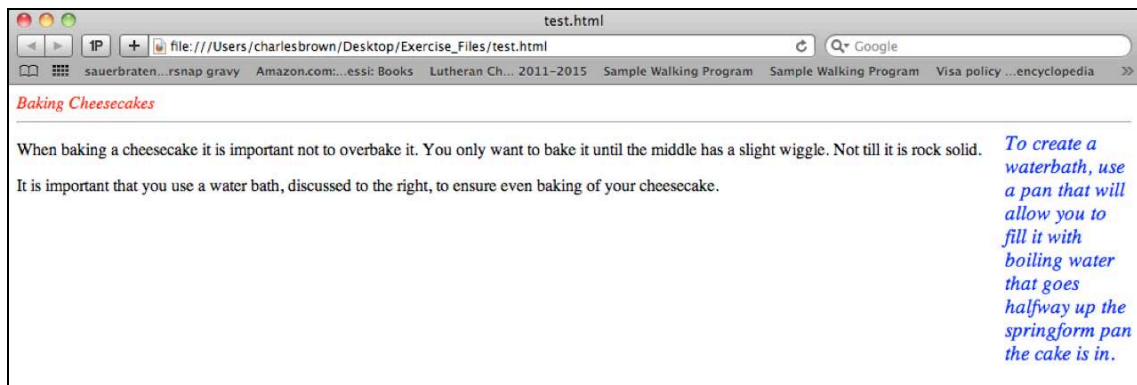 test.html
1P + file:///Users/charlesbrown/Desktop/Exercise_Files/test.html Google
sauerbraten...rsnap gravy Amazon.com:...essi: Books Lutheran Ch... 2011–2015 Sample Walking Program Sample Walking Program Visa policy ...encyclopedia »
Baking Cheesecakes
When baking a cheesecake it is important not to overbake it. You only want to bake it until the middle has a slight wiggle. Not till it is rock solid.
It is important that you use a water bath, discussed to the right, to ensure even baking of your cheesecake.
To create a
waterbath, use
a pan that will
allow you to
fill it with
boiling water
that goes
halfway up the
springform pan
the cake is in.